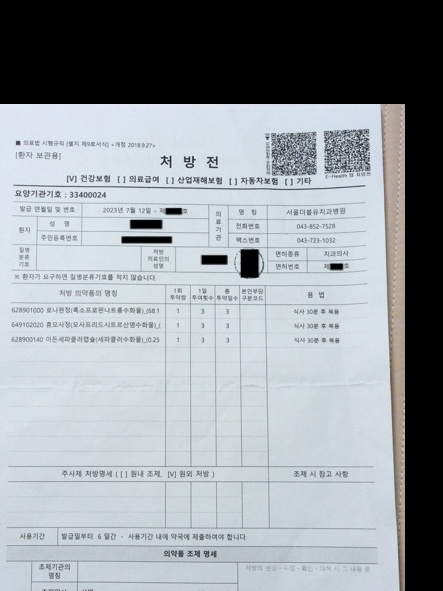 ■ 의료법 시행규칙 [별지 제9호서식] <개정 2018.9.27>
[환자 보관용]
처 방 전
E-Health 앱 처방전
[V] 건강보험 [ ] 의료급여 [ ] 산업재해보험 [ ] 자동차보험 [ ] 기타
요양기관기호 : 33400024
발급 연월일 및 번호 2023년 7월 12일 - 제 호
의료기관
명 칭 서울더블유치과병원
환자 성 명
전화번호 043-852-7528
주민등록번호
팩스번호 043-723-1032
질병분류기호
처방의료인의 성명
면허종류 치과의사
면허번호 제 호
※ 환자가 요구하면 질병분류기호를 적지 않습니다.
처방 의약품의 명칭 1회투약량 1일투여횟수 총투약일수 본인부담구분코드 용 법
628901000 로나펜정(록소프로펜나트륨수화물)_(68.1 1 3 3 식사 30분 후 복용
649102020 휴모사정(모사프리드시트르산염수화물)_( 1 3 3 식사 30분 후 복용
628900140 이든세파클러캡슐(세파클러수화물)_(0.25 1 3 3 식사 30분 후 복용
주사제 처방명세 ( [ ] 원내 조제, [V] 원외 처방 ) 조제 시 참고 사항
사용기간 발급일부터 6 일간 - 사용기간 내에 약국에 제출하여야 합니다.
의약품 조제 명세
조제기관의 명칭
처방의 변경·수정·확인·대체 시 그 내용 등